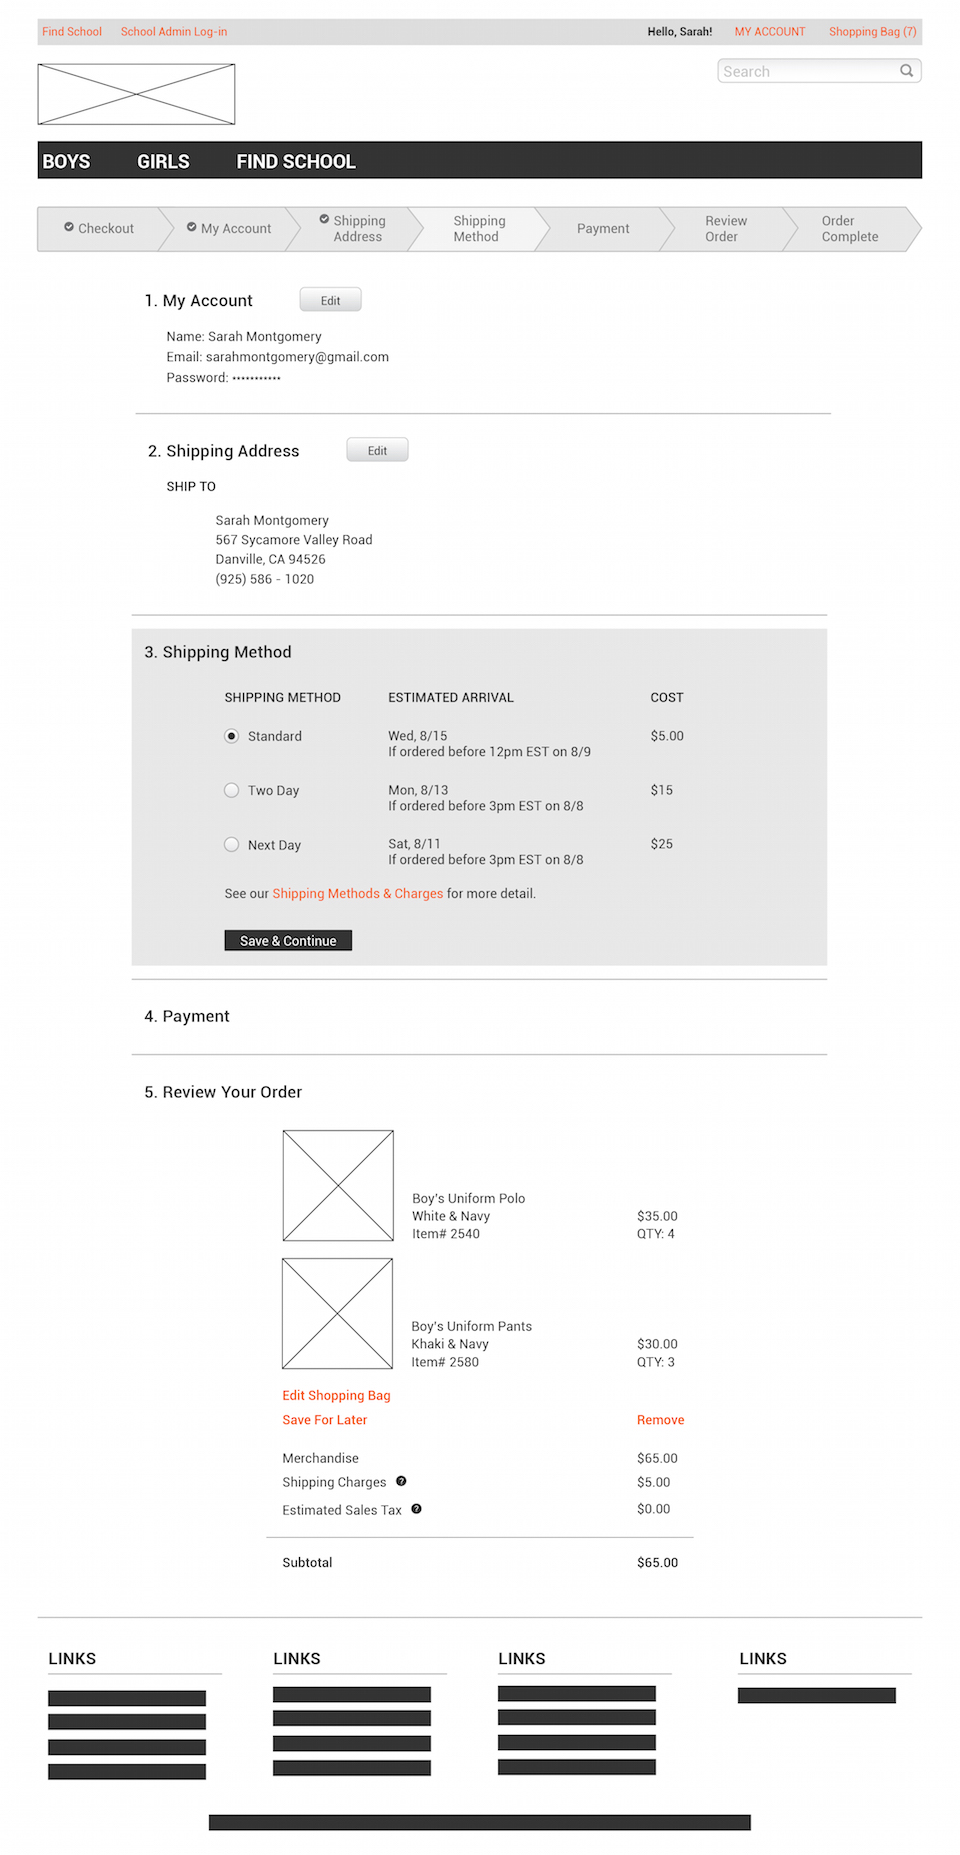 Find School School Admin Log-in Hello, Sarah! MY ACCOUNT Shopping Bag (7)
Search
BOYS GIRLS FIND SCHOOL
Checkout My Account Shipping Address Shipping Method Payment Review Order Order Complete
1. My Account Edit
Name: Sarah Montgomery
Email: sarahmontgomery@gmail.com
Password: •••••••••••
2. Shipping Address Edit
SHIP TO
Sarah Montgomery
567 Sycamore Valley Road
Danville, CA 94526
(925) 586 - 1020
3. Shipping Method
SHIPPING METHOD ESTIMATED ARRIVAL COST
Standard Wed, 8/15 $5.00
If ordered before 12pm EST on 8/9
Two Day Mon, 8/13 $15
If ordered before 3pm EST on 8/8
Next Day Sat, 8/11 $25
If ordered before 3pm EST on 8/8
See our Shipping Methods & Charges for more detail.
Save & Continue
4. Payment
5. Review Your Order
Boy's Uniform Polo
White & Navy $35.00
Item# 2540 QTY: 4
Boy's Uniform Pants
Khaki & Navy $30.00
Item# 2580 QTY: 3
Edit Shopping Bag
Save For Later Remove
Merchandise $65.00
Shipping Charges ? $5.00
Estimated Sales Tax ? $0.00
Subtotal $65.00
LINKS LINKS LINKS LINKS